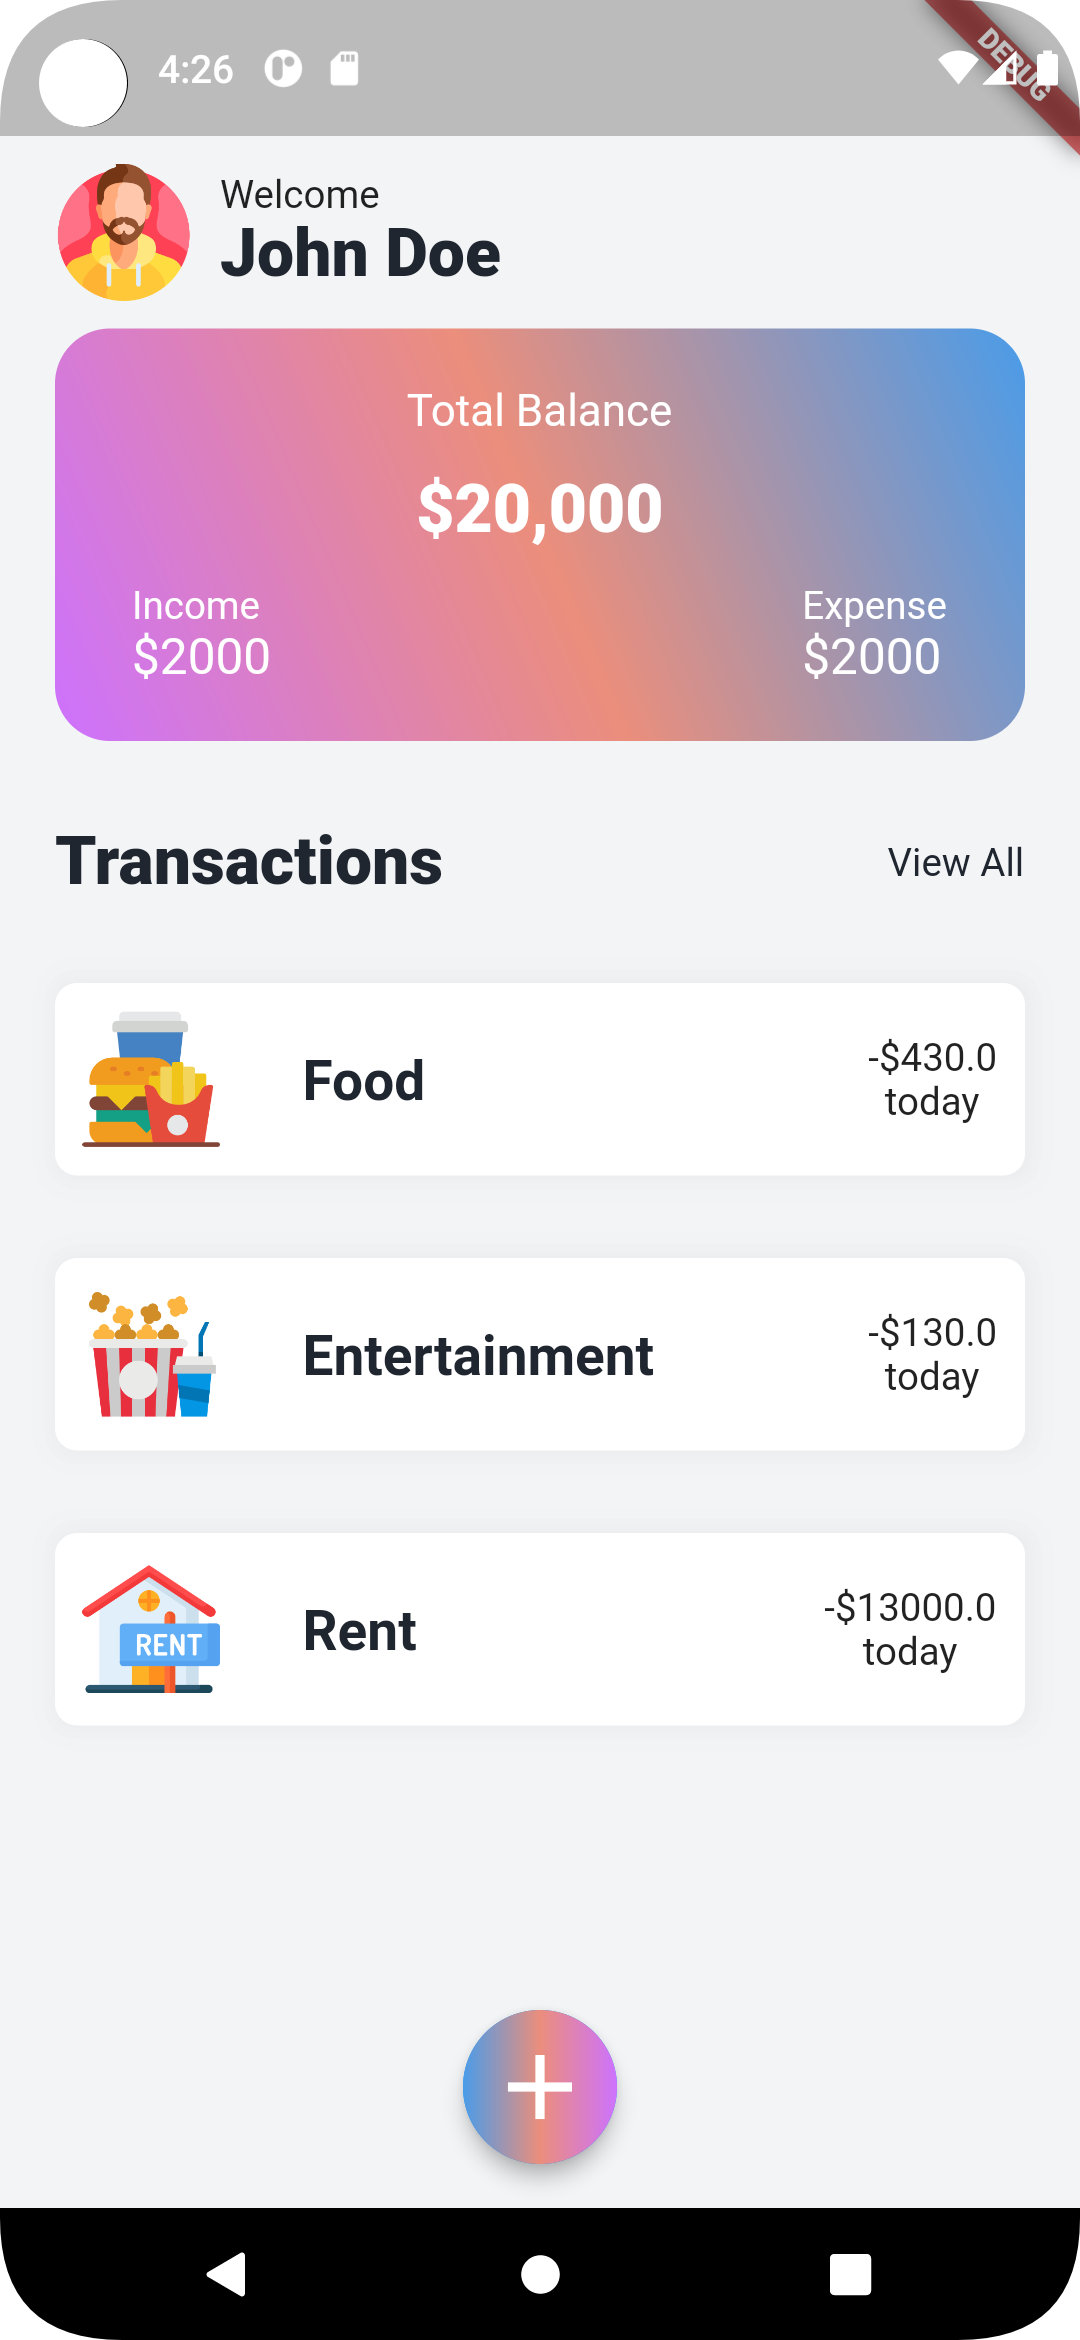 4:26
DEBUG
Welcome
John Doe
Total Balance
$20,000
Income
Expense
$2000
$2000
Transactions
View All
Food
-$430.0
today
Entertainment
-$130.0
today
RENT
Rent
-$13000.0
today